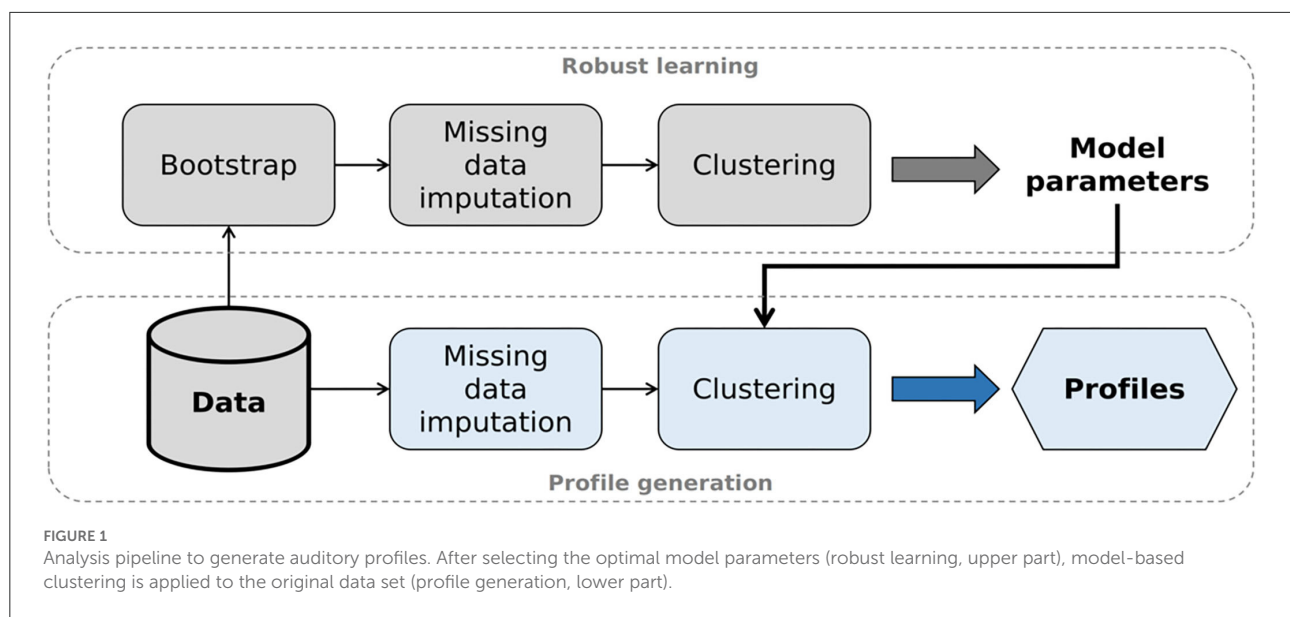 Robust learning
Bootstrap
Missing
data
imputation
Clustering
Model
parameters
Data
Missing
data
imputation
Clustering
Profiles
Profile generation
FIGURE 1
Analysis pipeline to generate auditory profiles. After selecting the optimal model parameters (robust learning, upper part), model-based
clustering is applied to the original data set (profile generation, lower part).